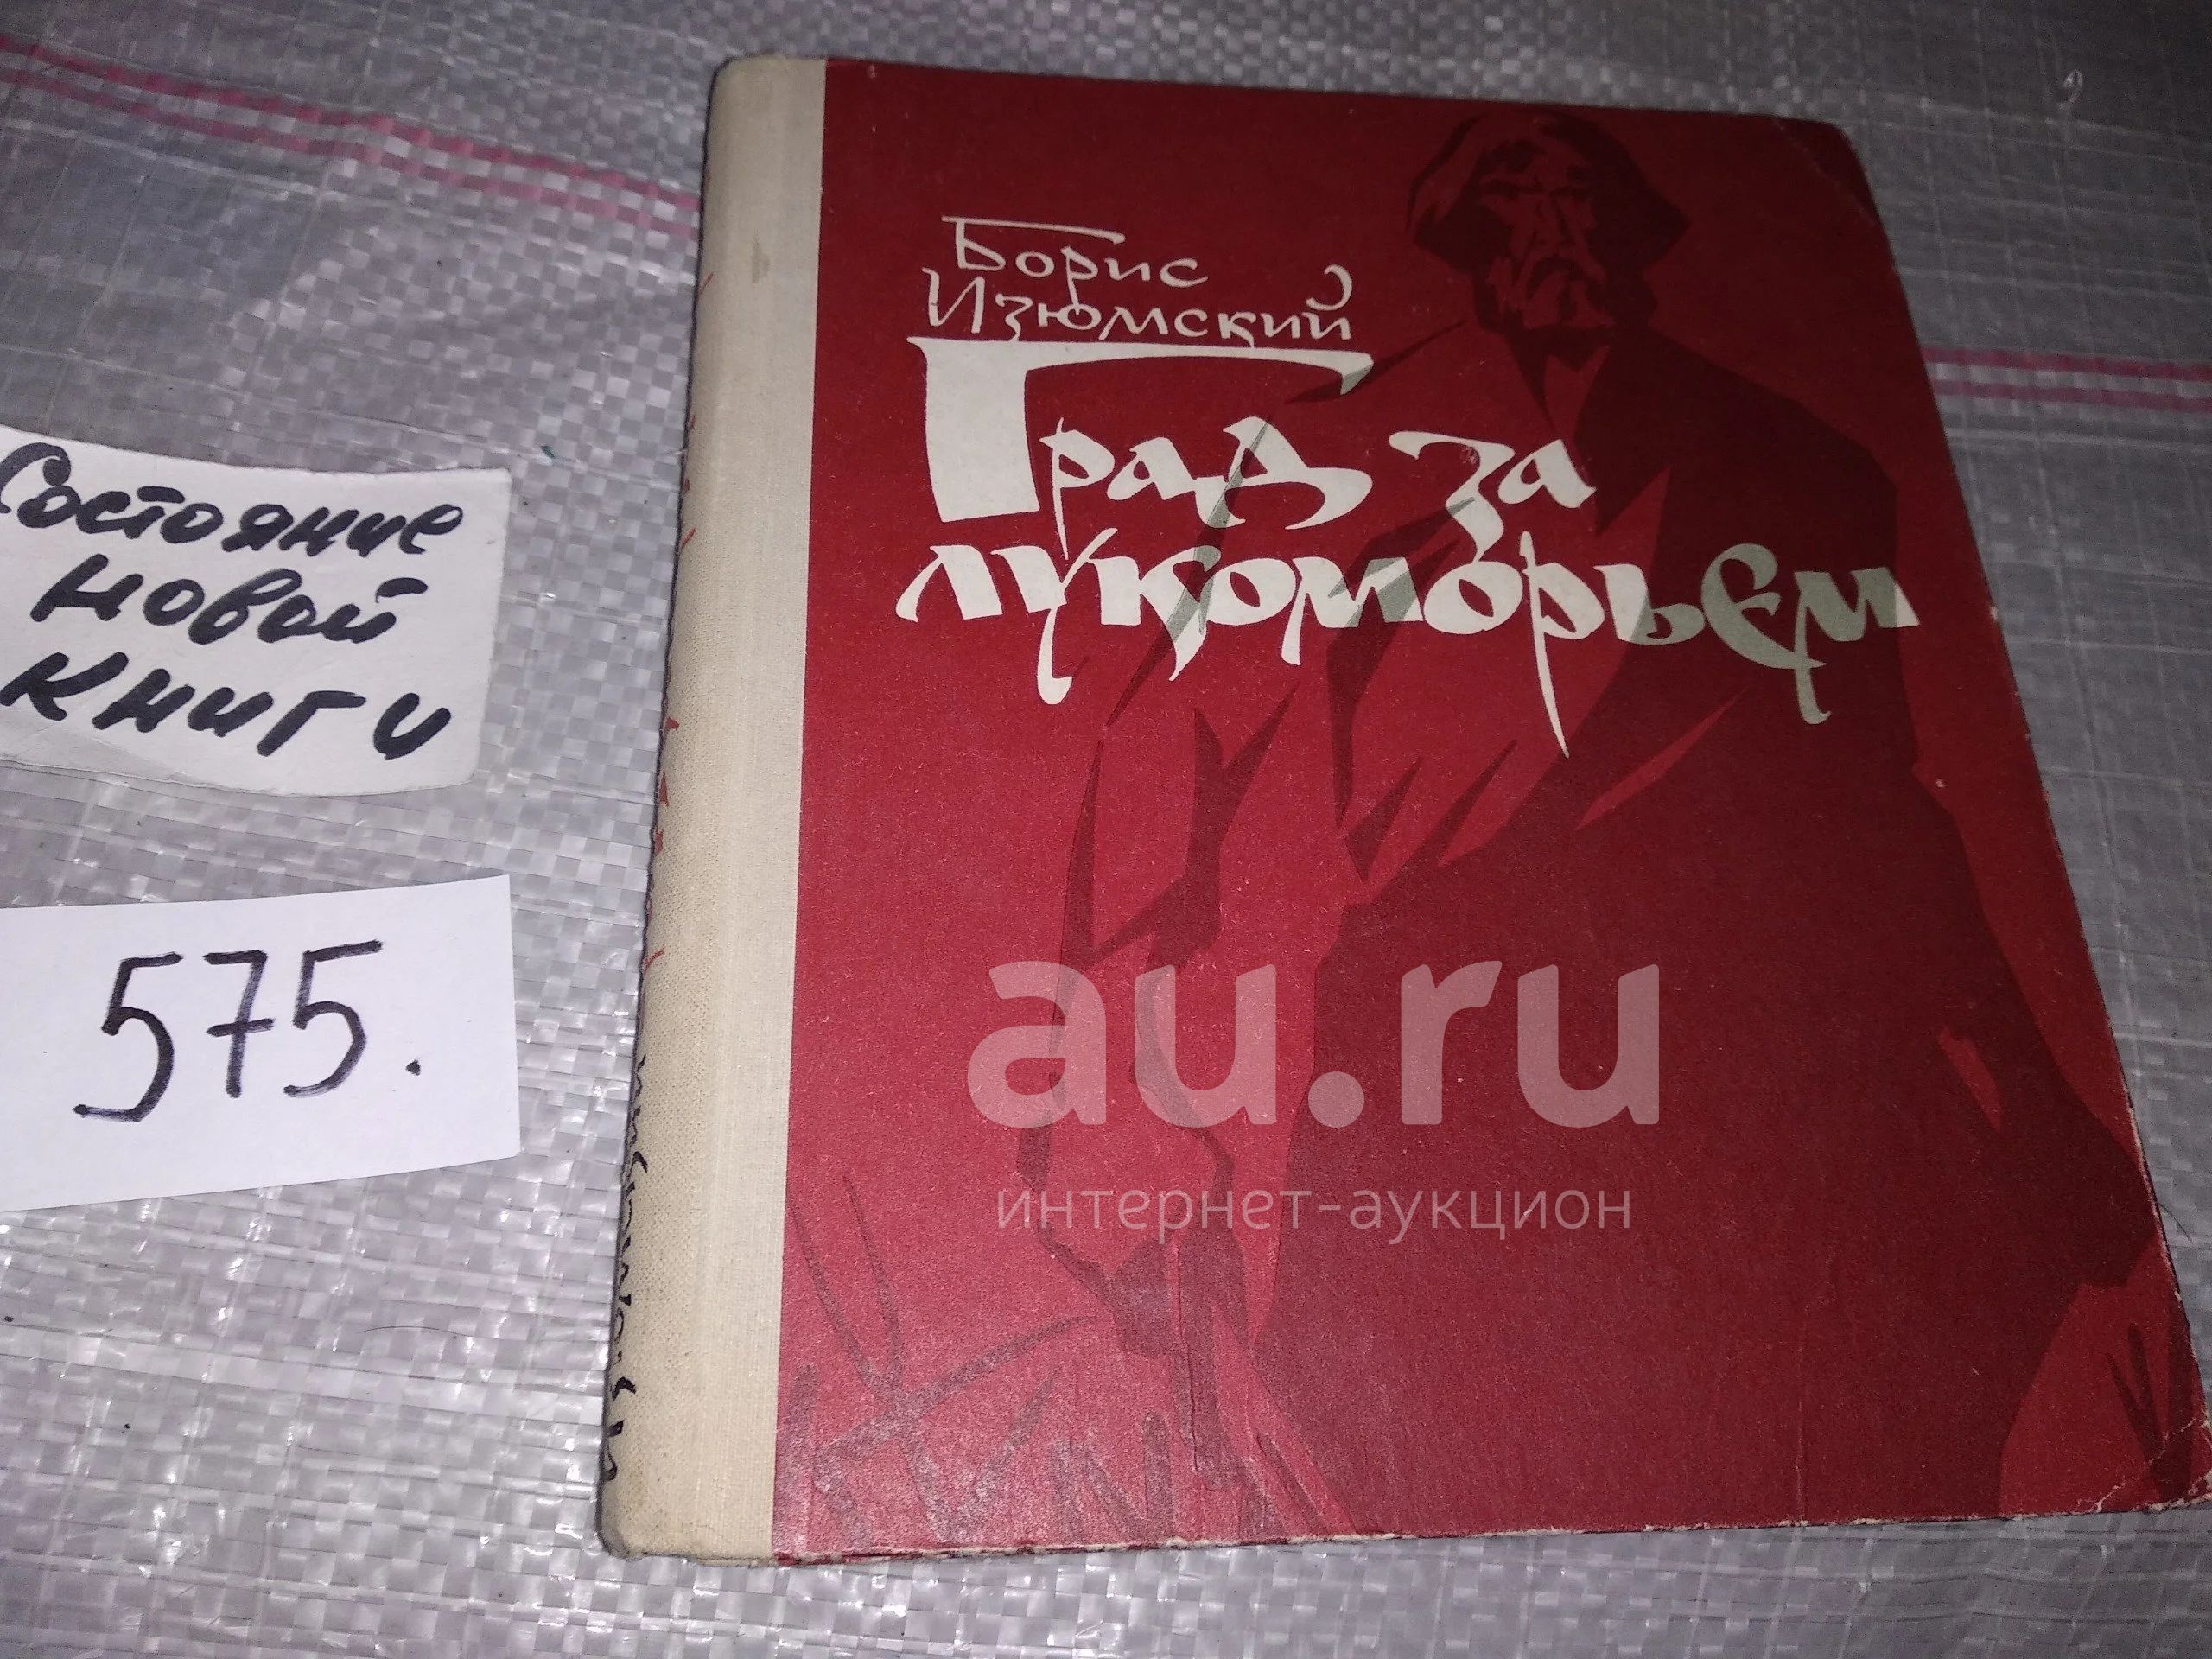 Состояние
новой
книги
575.
Борис
Изюмский
Град за
лукоморьем
au.ru
интернет-аукцион